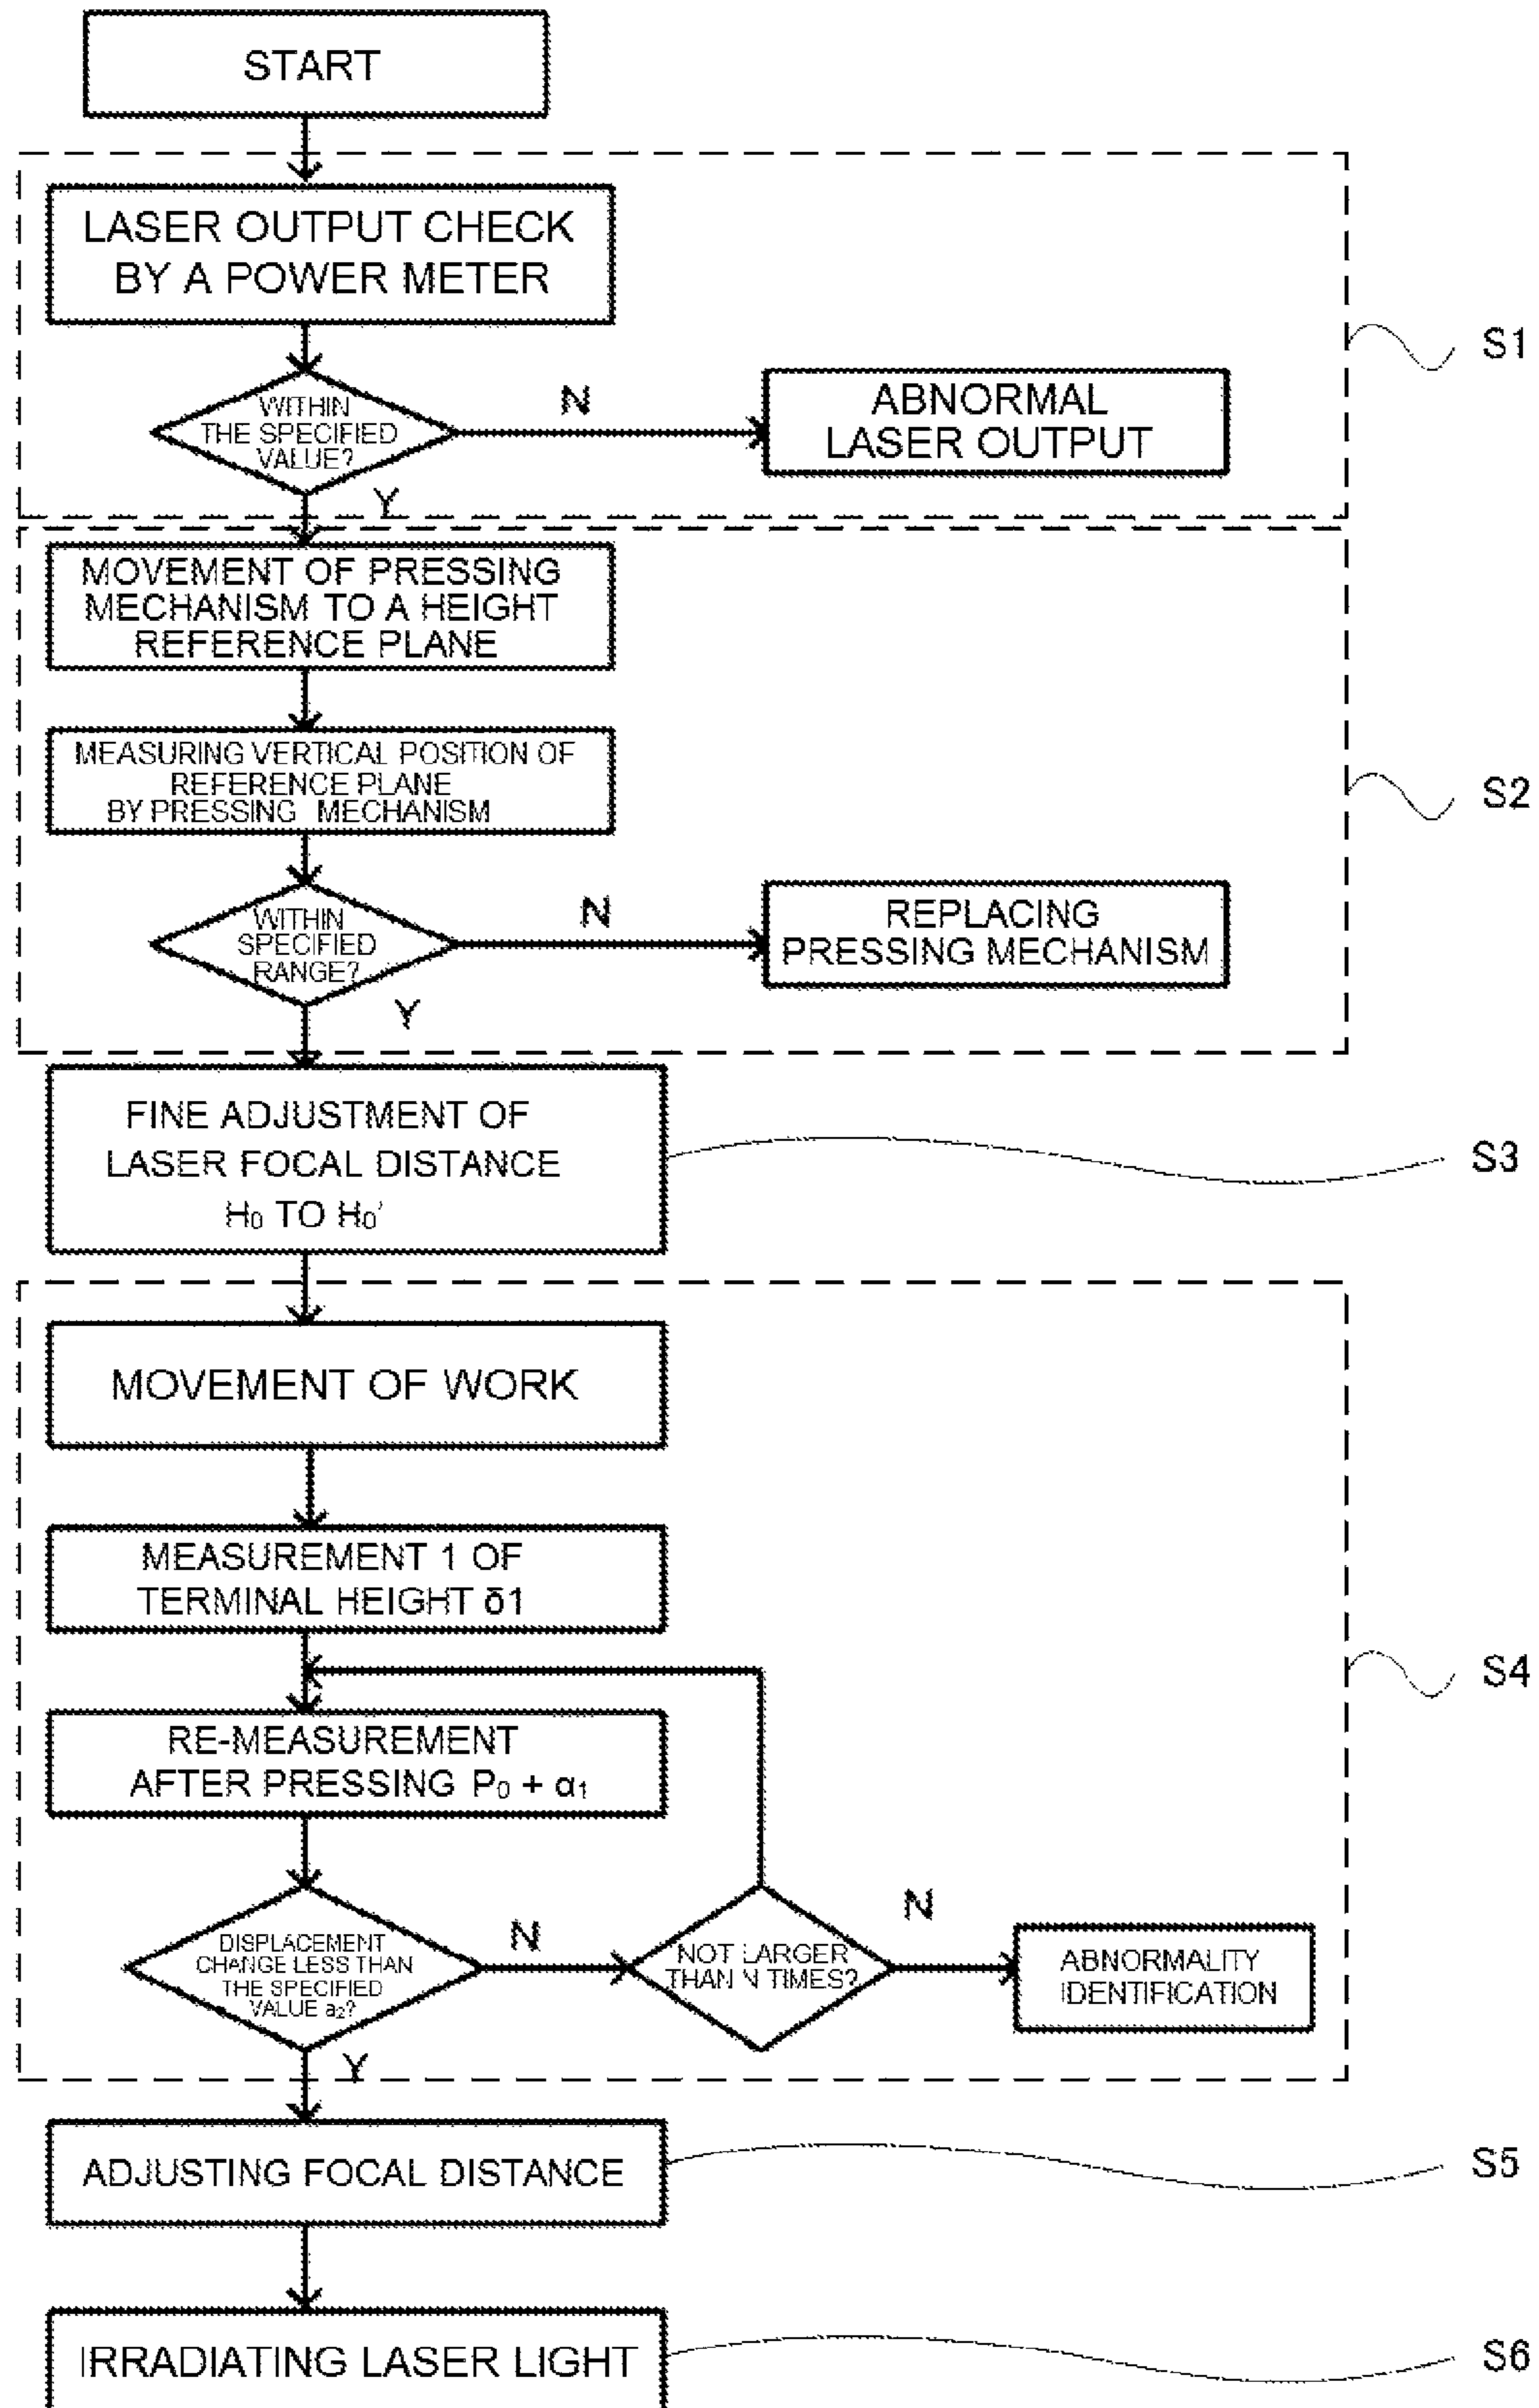 START
LASER OUTPUT CHECK
BY A POWER METER
S1
WITHIN
THE SPECIFIED
VALUE?
N
ABNORMAL
LASER OUTPUT
Y
MOVEMENT OF PRESSING
MECHANISM TO A HEIGHT
REFERENCE PLANE
MEASURING VERTICAL POSITION OF
REFERENCE PLANE
BY PRESSING MECHANISM
S2
WITHIN
SPECIFIED
RANGE?
N
REPLACING
PRESSING MECHANISM
Y
FINE ADJUSTMENT OF
LASER FOCAL DISTANCE
H₀ TO H₀'
S3
MOVEMENT OF WORK
MEASUREMENT 1 OF
TERMINAL HEIGHT δ1
S4
RE-MEASUREMENT
AFTER PRESSING P₀ + α₁
DISPLACEMENT
CHANGE LESS THAN
THE SPECIFIED
VALUE a₂?
N
NOT LARGER
THAN N TIMES?
N
ABNORMALITY
IDENTIFICATION
Y
ADJUSTING FOCAL DISTANCE
S5
IRRADIATING LASER LIGHT
S6